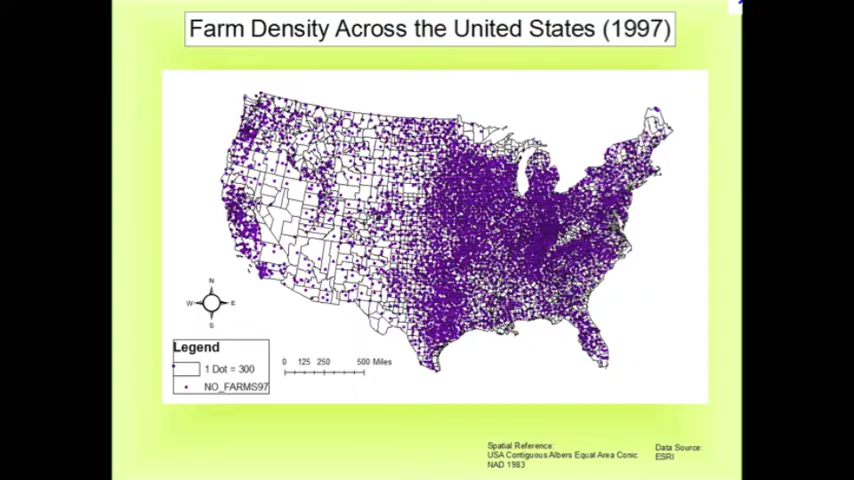 Farm Density Across the United States (1997)
N
W
E
S
Legend
1 Dot = 300
NO_FARMS97
0 125 250 500 Miles
Spatial Reference:
USA Contiguous Albers Equal Area Conic
NAD 1983
Data Source:
ESRI